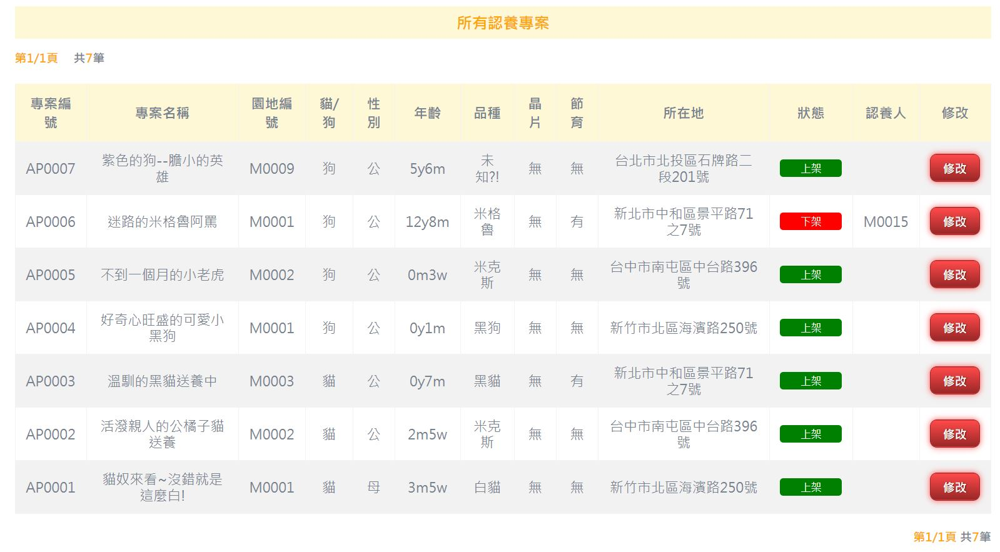 所有認養專案
第1/1頁 共7筆
專案編號 專案名稱 園地編號 貓/狗 性別 年齡 品種 晶片 節育 所在地 狀態 認養人 修改
AP0007 紫色的狗--膽小的英雄 M0009 狗 公 5y6m 未知?! 無 無 台北市北投區石牌路二段201號 上架 修改
AP0006 迷路的米格魯阿罵 M0001 狗 公 12y8m 米格魯 無 有 新北市中和區景平路71之7號 下架 M0015 修改
AP0005 不到一個月的小老虎 M0002 狗 公 0m3w 米克斯 無 無 台中市南屯區中台路396號 上架 修改
AP0004 好奇心旺盛的可愛小黑狗 M0001 狗 公 0y1m 黑狗 無 無 新竹市北區海濱路250號 上架 修改
AP0003 溫馴的黑貓送養中 M0003 貓 公 0y7m 黑貓 無 有 新北市中和區景平路71之7號 上架 修改
AP0002 活潑親人的公橘子貓送養 M0002 貓 公 2m5w 米克斯 無 無 台中市南屯區中台路396號 上架 修改
AP0001 貓奴來看~沒錯就是這麼白! M0001 貓 母 3m5w 白貓 無 無 新竹市北區海濱路250號 上架 修改
第1/1頁 共7筆